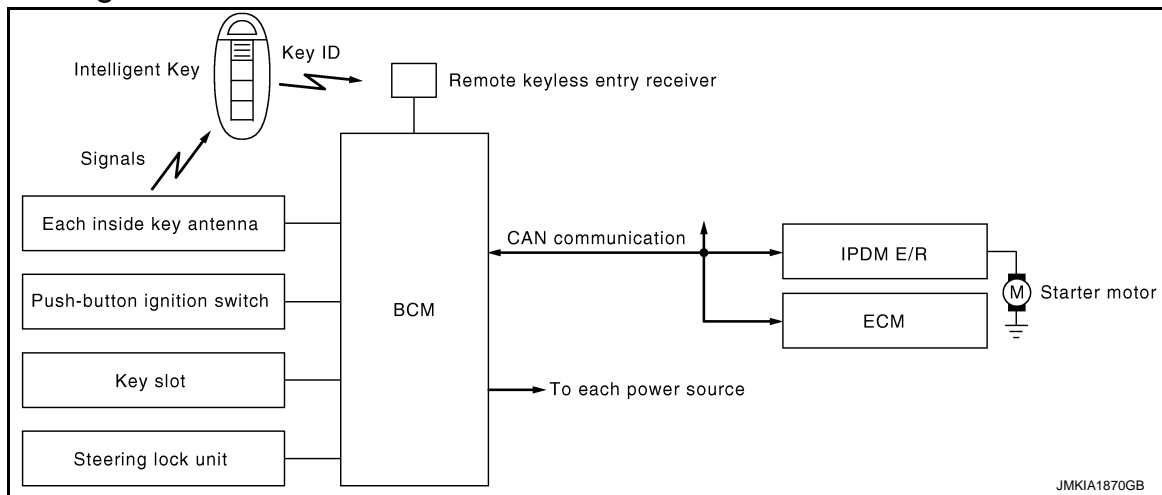 Key ID
Intelligent Key
Remote keyless entry receiver
Signals
Each inside key antenna
CAN communication
IPDM E/R
Push-button ignition switch
BCM
M
Starter motor
ECM
Key slot
To each power source
Steering lock unit
JMKIA1870GB